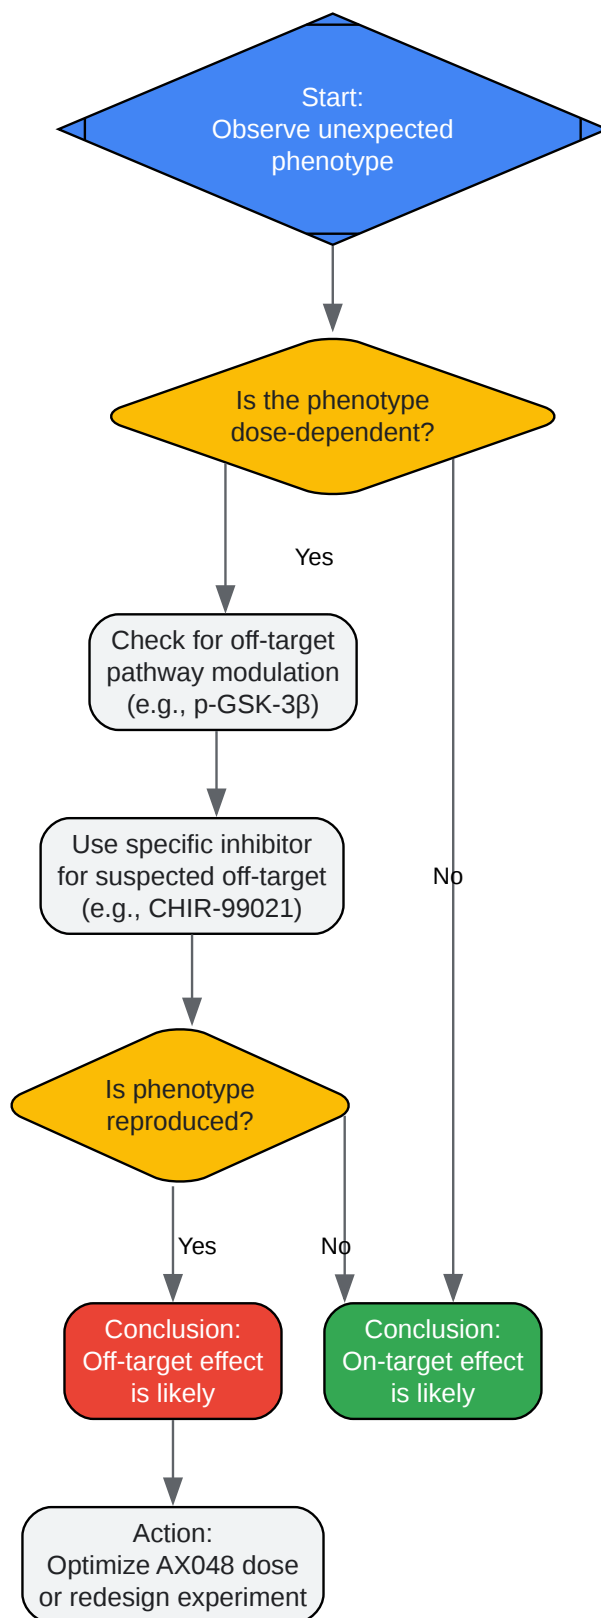 Start:
Observe unexpected
phenotype
Is the phenotype
dose-dependent?
Yes
Check for off-target
pathway modulation
(e.g., p-GSK-3β)
Use specific inhibitor
for suspected off-target
(e.g., CHIR-99021)
No
Is phenotype
reproduced?
Yes
No
Conclusion:
Off-target effect
is likely
Conclusion:
On-target effect
is likely
Action:
Optimize AX048 dose
or redesign experiment